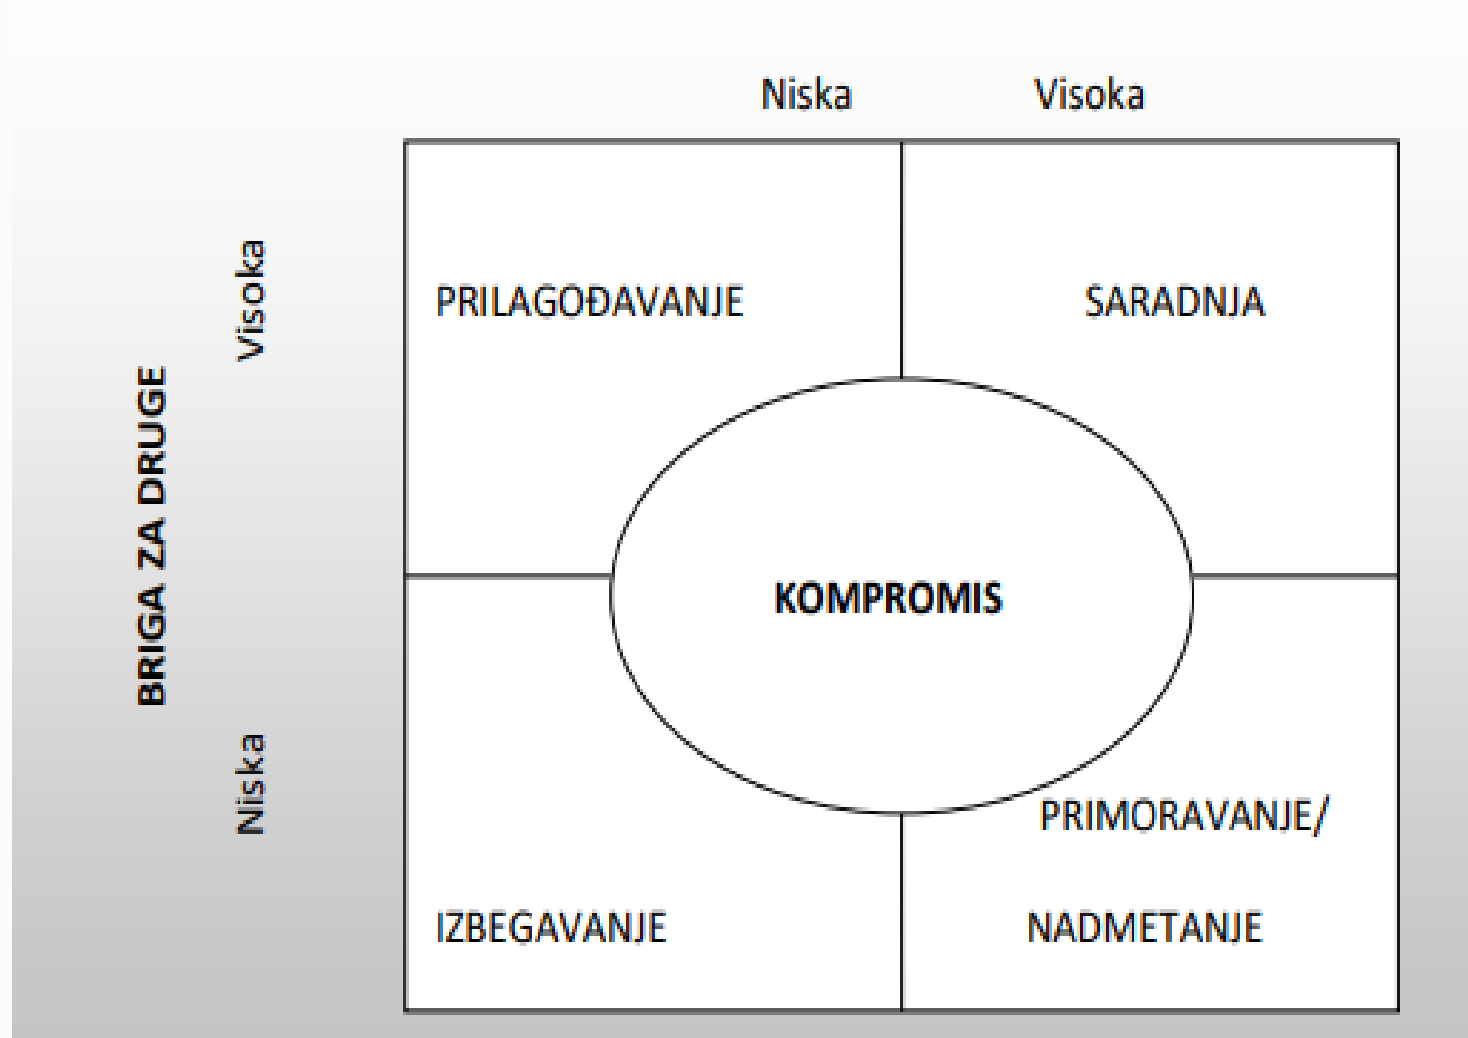 Niska Visoka
Visoka
BRIGA ZA DRUGE
Niska
PRILAGOĐAVANJE SARADNJA
KOMPROMIS
PRIMORAVANJE/
IZBEGAVANJE NADMETANJE